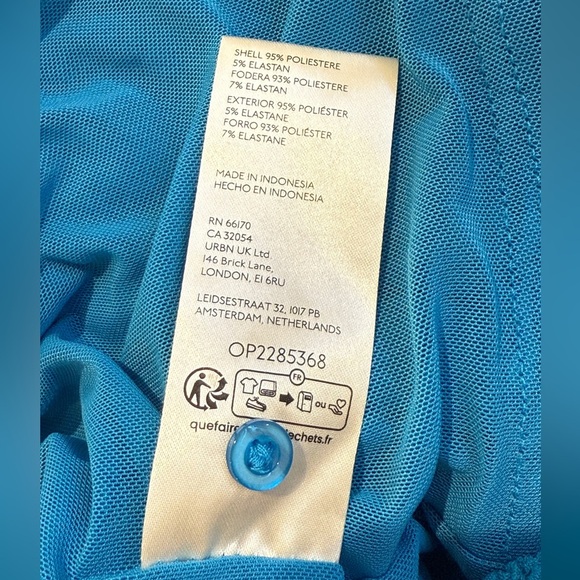 SHELL 95% POLIESTERE
5% ELASTAN
FODERA 93% POLIESTERE
7% ELASTAN
EXTERIOR 95% POLIÉSTER
5% ELASTANE
FORRO 93% POLIÉSTER
7% ELASTANE
MADE IN INDONESIA
HECHO EN INDONESIA
RN 66170
CA 32054
URBN UK Ltd.
146 Brick Lane,
LONDON, E1 6RU
LEIDSESTRAAT 32, 1017 PB
AMSTERDAM, NETHERLANDS
OP2285368
FR
OU
quefaire echets.fr